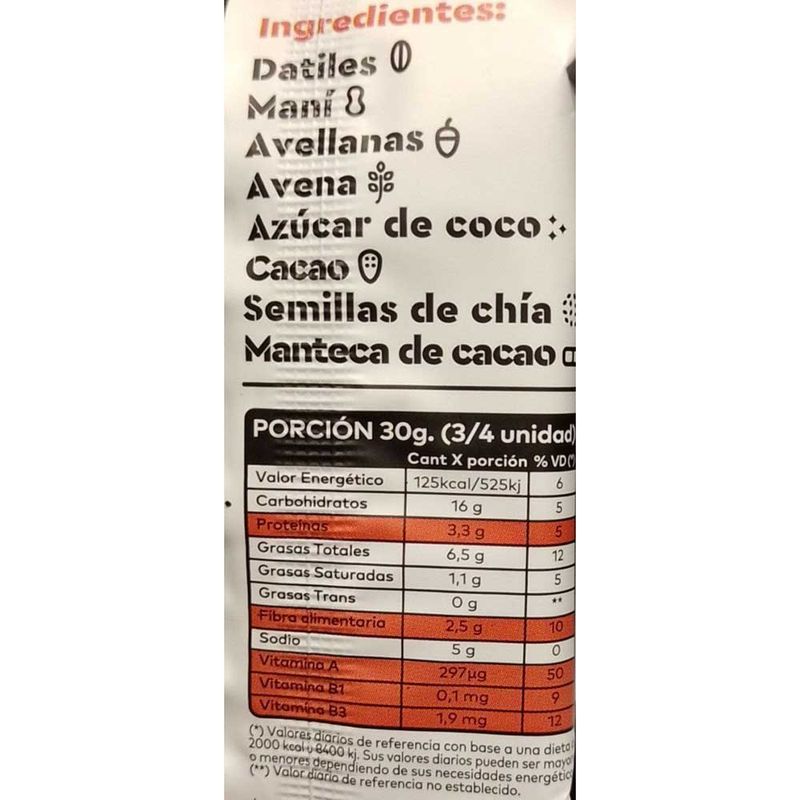 Ingredientes:
Datiles
Maní
Avellanas
Avena
Azúcar de coco
Cacao
Semillas de chía
Manteca de cacao
PORCIÓN 30g. (3/4 unidad)
Cant X porción % VD(*)
Valor Energético 125kcal/525kj 6
Carbohidratos 16 g 5
Proteínas 3,3 g 5
Grasas Totales 6,5 g 12
Grasas Saturadas 1,1 g 5
Grasas Trans 0 g **
Fibra alimentaria 2,5 g 10
Sodio 5 g 0
Vitamina A 297µg 50
Vitamina B1 0,1 mg 9
Vitamina B3 1,9 mg 12
(*) Valores diarios de referencia con base a una dieta
2000 kcal u 8400 kj. Sus valores diarios pueden ser mayor
o menores dependiendo de sus necesidades energétic
(**) Valor diario de referencia no establecido.